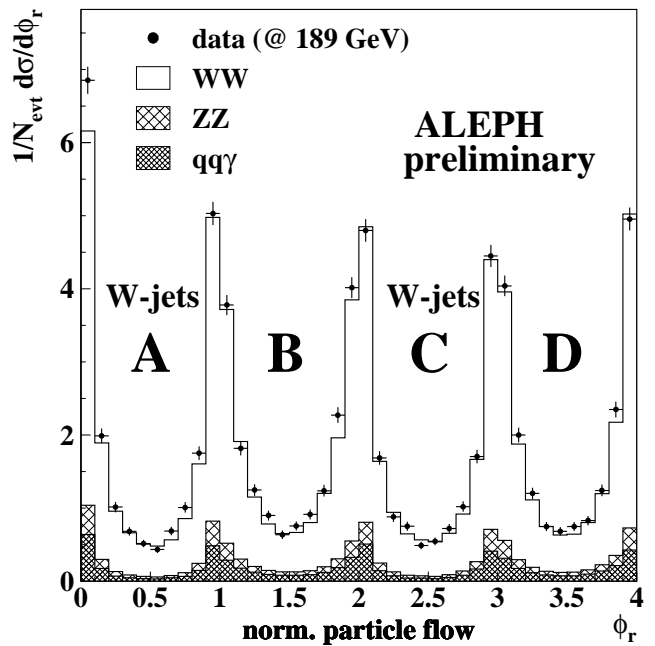 1/N_evt dσ/dϕ_r
data (@ 189 GeV)
WW
ZZ
qqγ
ALEPH
preliminary
6
4
2
0
W-jets
W-jets
A
B
C
D
0
0.5
1
1.5
2
2.5
3
3.5
4
norm. particle flow
ϕ_r